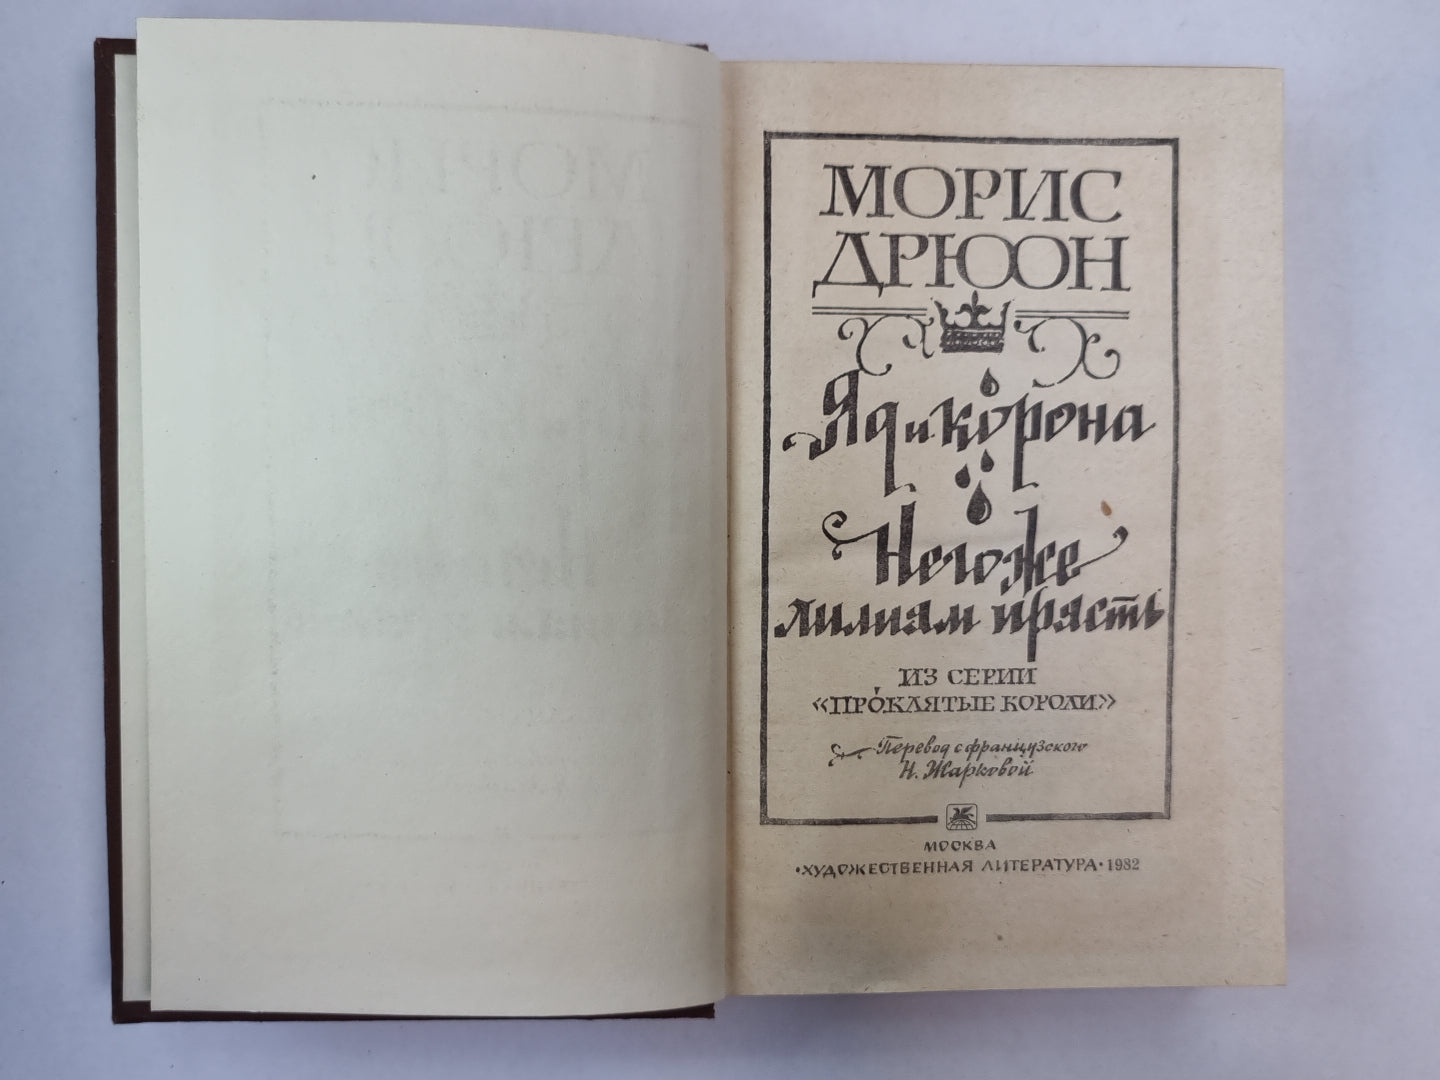 МОРИС
ДРЮОН
Яд и корона
Негоже
лилиям прясть
ИЗ СЕРИИ
«ПРОКЛЯТЫЕ КОРОЛИ»
Перевод с французского
Н. Жарковой
МОСКВА
•ХУДОЖЕСТВЕННАЯ ЛИТЕРАТУРА•1982